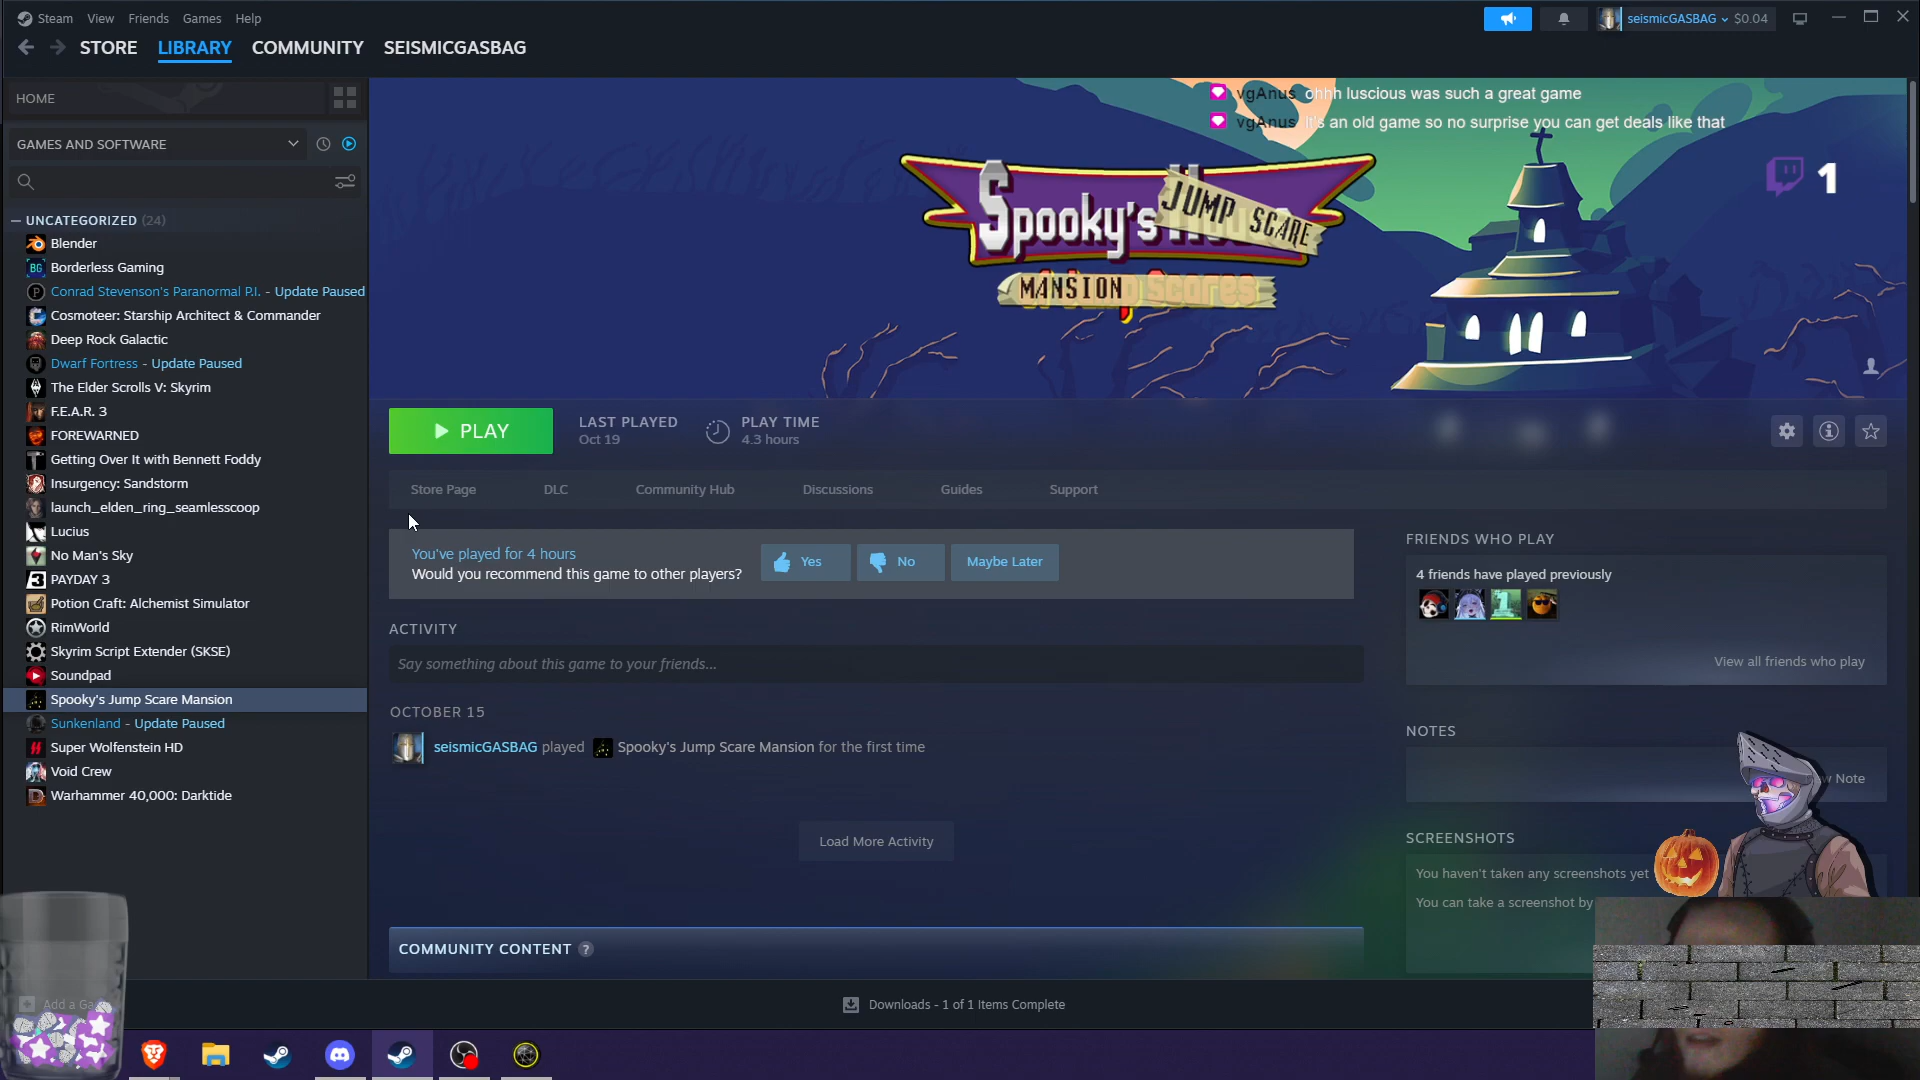 Steam View Friends Games Help
seismicGASBAG $0.04
STORE LIBRARY COMMUNITY SEISMICGASBAG
HOME
GAMES AND SOFTWARE
UNCATEGORIZED (24)
Blender
BG Borderless Gaming
Conrad Stevenson's Paranormal P.I. - Update Paused
Cosmoteer: Starship Architect & Commander
Deep Rock Galactic
Dwarf Fortress - Update Paused
The Elder Scrolls V: Skyrim
F.E.A.R. 3
FOREWARNED
Getting Over It with Bennett Foddy
Insurgency: Sandstorm
launch_elden_ring_seamlesscoop
Lucius
No Man's Sky
PAYDAY 3
Potion Craft: Alchemist Simulator
RimWorld
Skyrim Script Extender (SKSE)
Soundpad
Spooky's Jump Scare Mansion
Sunkenland - Update Paused
Super Wolfenstein HD
Void Crew
Warhammer 40,000: Darktide
vgAnus ohhh luscious was such a great game
vgAnus It's an old game so no surprise you can get deals like that
1
Spooky's JUMP SCARE
MANSION
PLAY
LAST PLAYED
Oct 19
PLAY TIME
4.3 hours
Store Page DLC Community Hub Discussions Guides Support
You've played for 4 hours
Would you recommend this game to other players?
Yes No Maybe Later
ACTIVITY
Say something about this game to your friends...
OCTOBER 15
seismicGASBAG played Spooky's Jump Scare Mansion for the first time
Load More Activity
COMMUNITY CONTENT ?
FRIENDS WHO PLAY
4 friends have played previously
View all friends who play
NOTES
Note
SCREENSHOTS
You haven't taken any screenshots yet
You can take a screenshot by
Add a
Downloads - 1 of 1 Items Complete